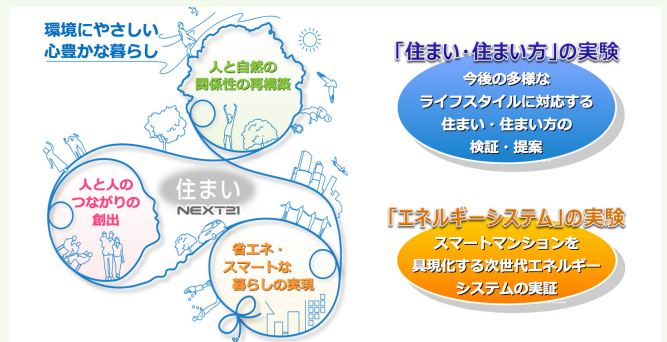 環境にやさしい
心豊かな暮らし
人と自然の
関係性の再構築
人と人の
つながりの
創出
住まい
NEXT21
省エネ・
スマートな
暮らしの実現
「住まい・住まい方」の実験
今後の多様な
ライフスタイルに対応する
住まい・住まい方の
検証・提案
「エネルギーシステム」の実験
スマートマンションを
具現化する次世代エネルギー
システムの実証